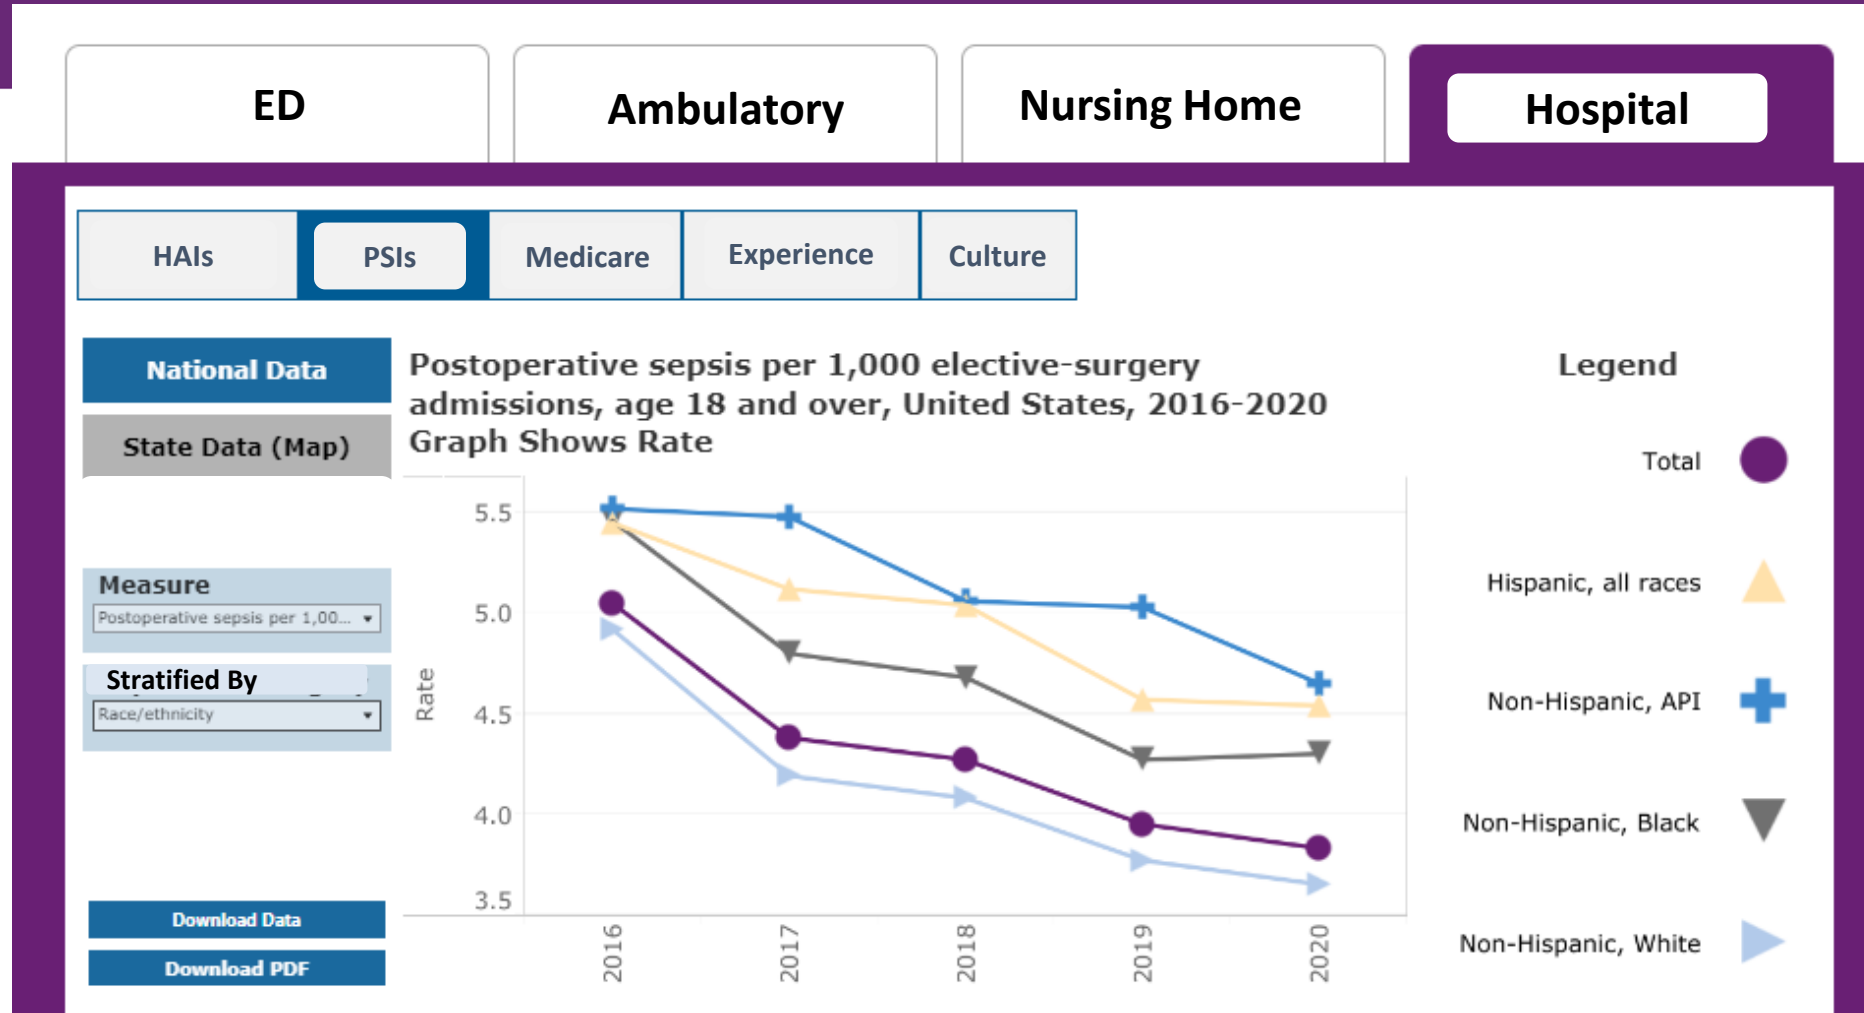 ED
Ambulatory
Nursing Home
Hospital
HAIs
PSIs
Medicare
Experience
Culture
National Data
State Data (Map)
Measure
Postoperative sepsis per 1,00...
Stratified By
Race/ethnicity
Download Data
Download PDF
Postoperative sepsis per 1,000 elective-surgery
admissions, age 18 and over, United States, 2016-2020
Graph Shows Rate
Rate
5.5
5.0
4.5
4.0
3.5
2016
2017
2018
2019
2020
Legend
Total
Hispanic, all races
Non-Hispanic, API
Non-Hispanic, Black
Non-Hispanic, White